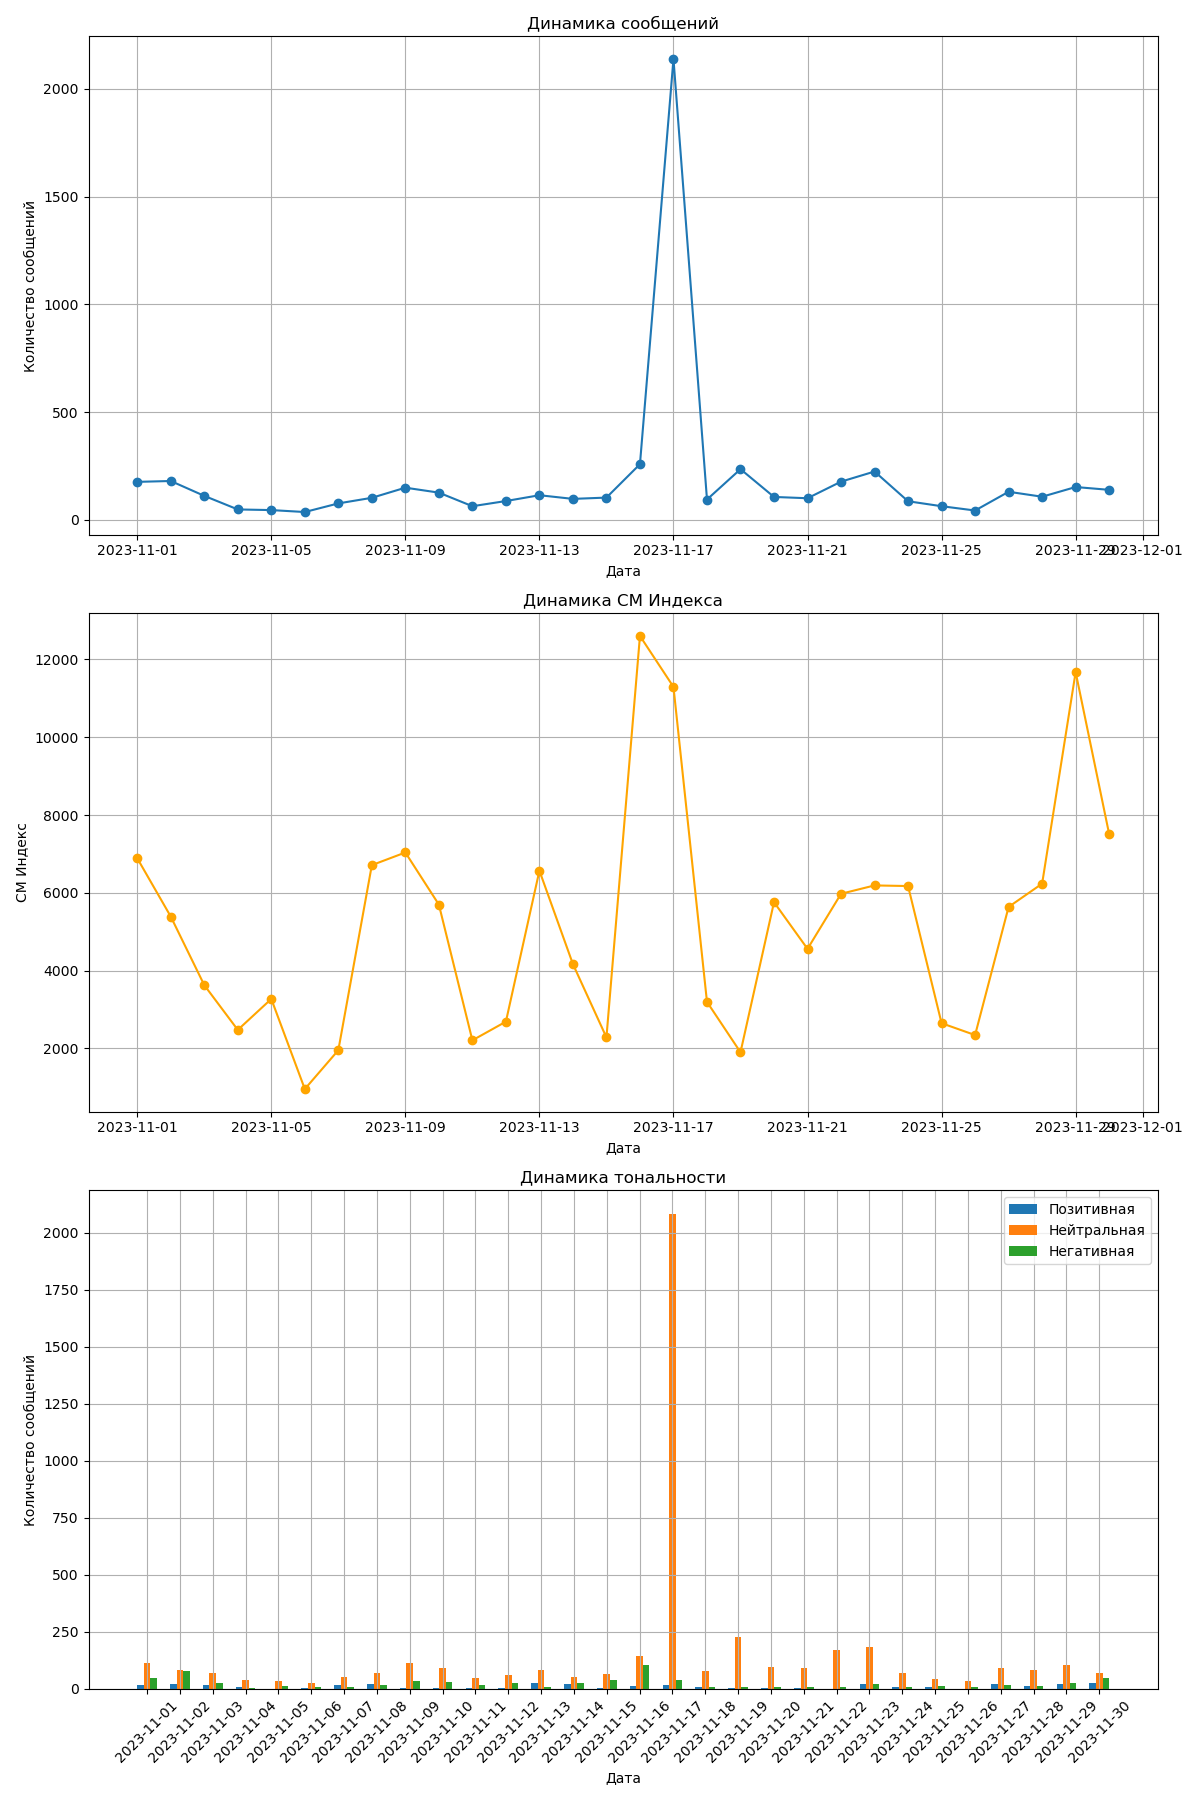 Динамика сообщений
2000
1500
1000
500
0
Количество сообщений
2023-11-01 2023-11-05 2023-11-09 2023-11-13 2023-11-17 2023-11-21 2023-11-25 2023-11-29 2023-12-01
Дата
Динамика СМ Индекса
12000
10000
8000
6000
4000
2000
СМ Индекс
2023-11-01 2023-11-05 2023-11-09 2023-11-13 2023-11-17 2023-11-21 2023-11-25 2023-11-29 2023-12-01
Дата
Динамика тональности
Позитивная
Нейтральная
Негативная
2000
1750
1500
1250
1000
750
500
250
0
Количество сообщений
2023-11-01 2023-11-02 2023-11-03 2023-11-04 2023-11-05 2023-11-06 2023-11-07 2023-11-08 2023-11-09 2023-11-10 2023-11-11 2023-11-12 2023-11-13 2023-11-14 2023-11-15 2023-11-16 2023-11-17 2023-11-18 2023-11-19 2023-11-20 2023-11-21 2023-11-22 2023-11-23 2023-11-24 2023-11-25 2023-11-26 2023-11-27 2023-11-28 2023-11-29 2023-11-30
Дата